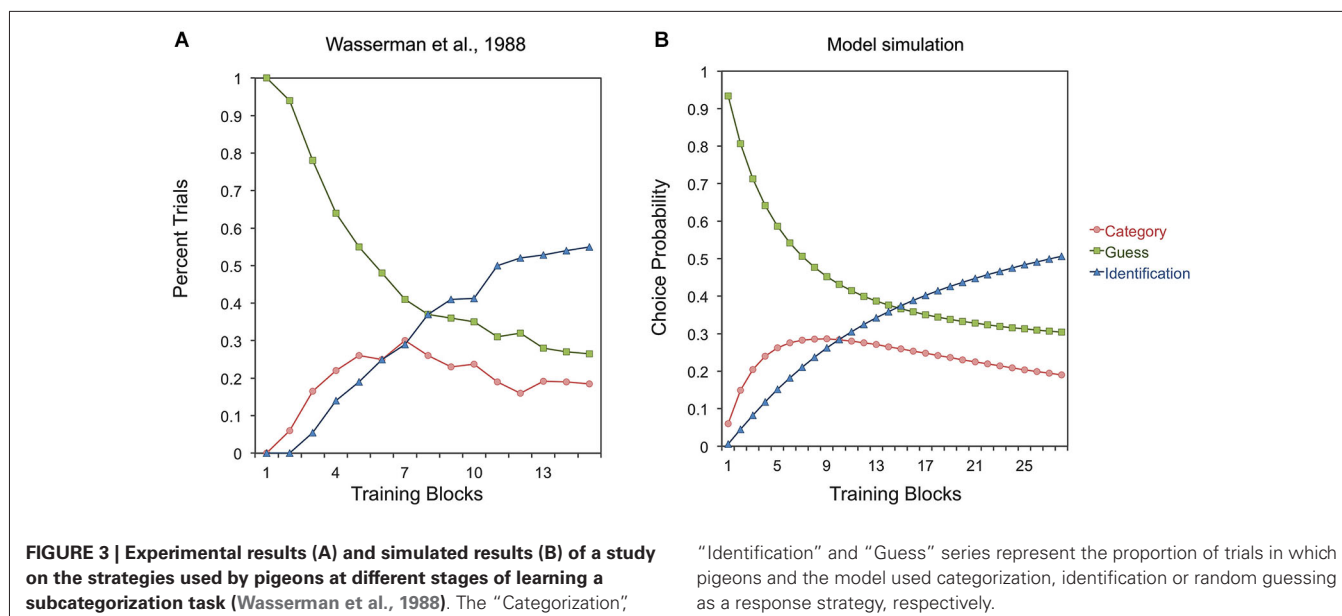 A
Wasserman et al., 1988
1
0.9
0.8
0.7
0.6
0.5
0.4
0.3
0.2
0.1
0
Percent Trials
1 4 7 10 13
Training Blocks
B
Model simulation
1
0.9
0.8
0.7
0.6
0.5
0.4
0.3
0.2
0.1
0
Choice Probability
1 5 9 13 17 21 25
Training Blocks
Category
Guess
Identification
FIGURE 3 | Experimental results (A) and simulated results (B) of a study
on the strategies used by pigeons at different stages of learning a
subcategorization task (Wasserman et al., 1988). The “Categorization”,
“Identification” and “Guess” series represent the proportion of trials in which
pigeons and the model used categorization, identification or random guessing
as a response strategy, respectively.